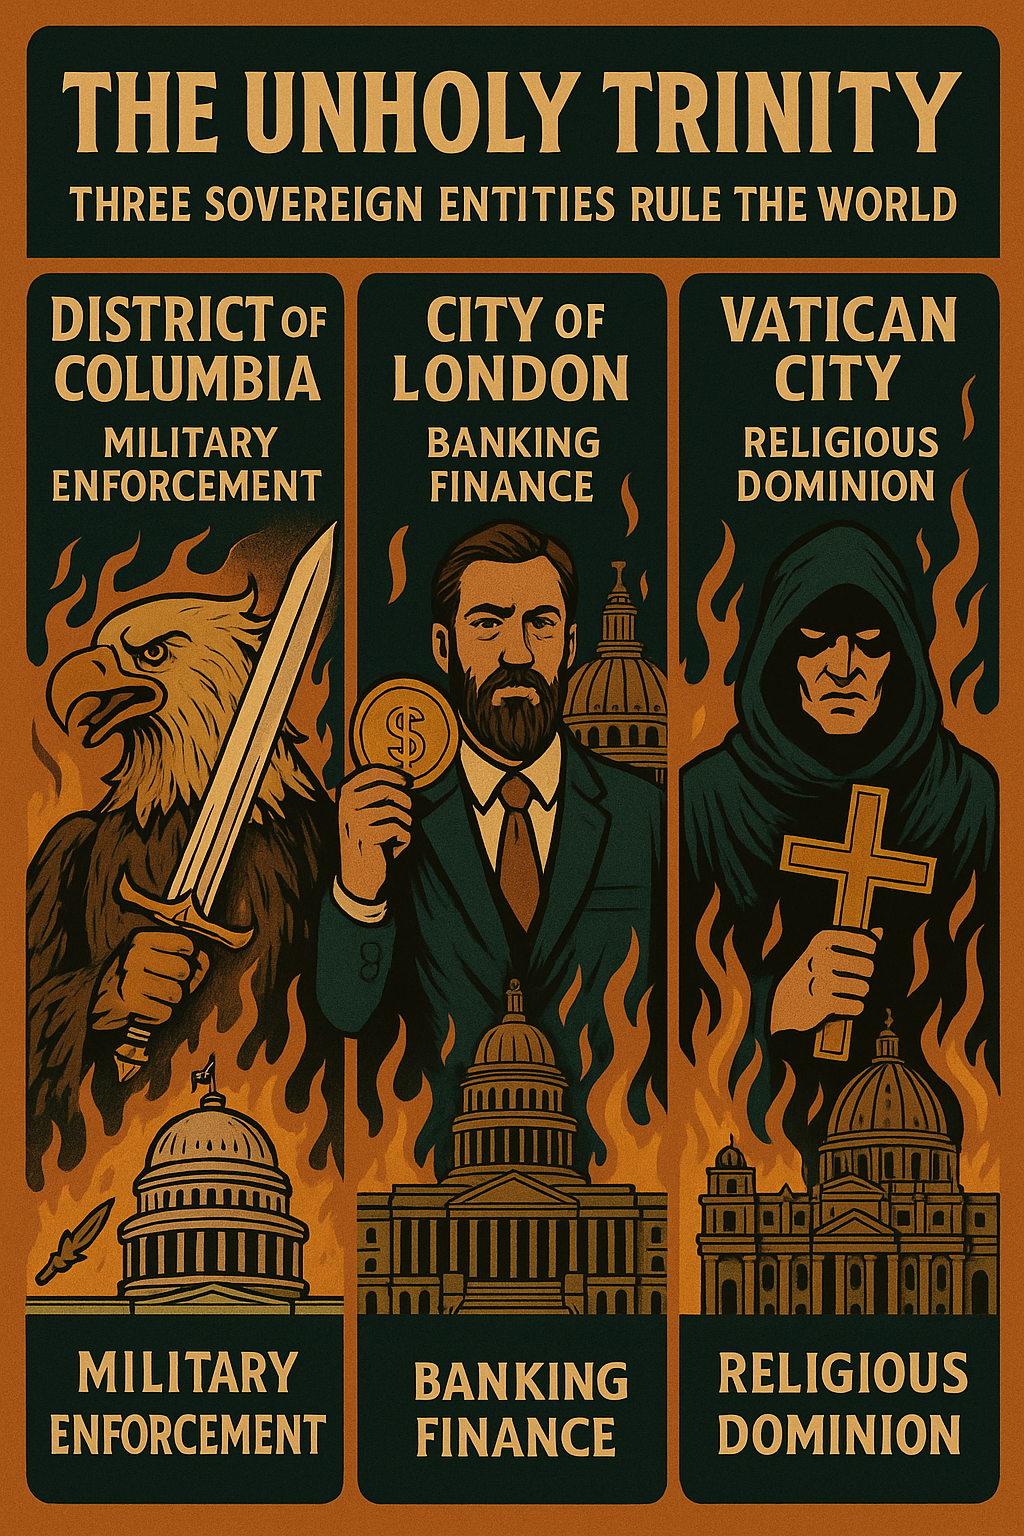 THE UNHOLY TRINITY
THREE SOVEREIGN ENTITIES RULE THE WORLD
DISTRICT OF
COLUMBIA
MILITARY
ENFORCEMENT
CITY OF
LONDON
BANKING
FINANCE
VATICAN
CITY
RELIGIOUS
DOMINION
$
MILITARY
ENFORCEMENT
BANKING
FINANCE
RELIGIOUS
DOMINION